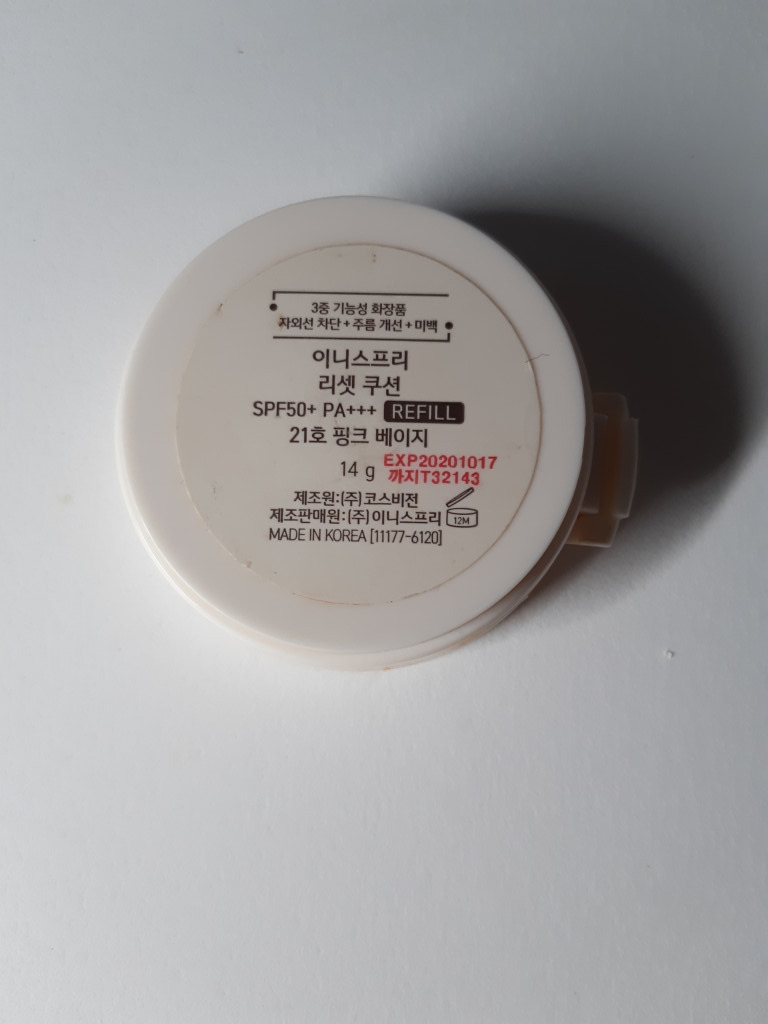 3중 기능성 화장품
자외선 차단 + 주름 개선 + 미백
이니스프리
리셋 쿠션
SPF50+ PA+++ REFILL
21호 핑크 베이지
14 g EXP20201017
까지T32143
제조원:(주)코스비전
제조판매원:(주)이니스프리 12M
MADE IN KOREA [11177-6120]